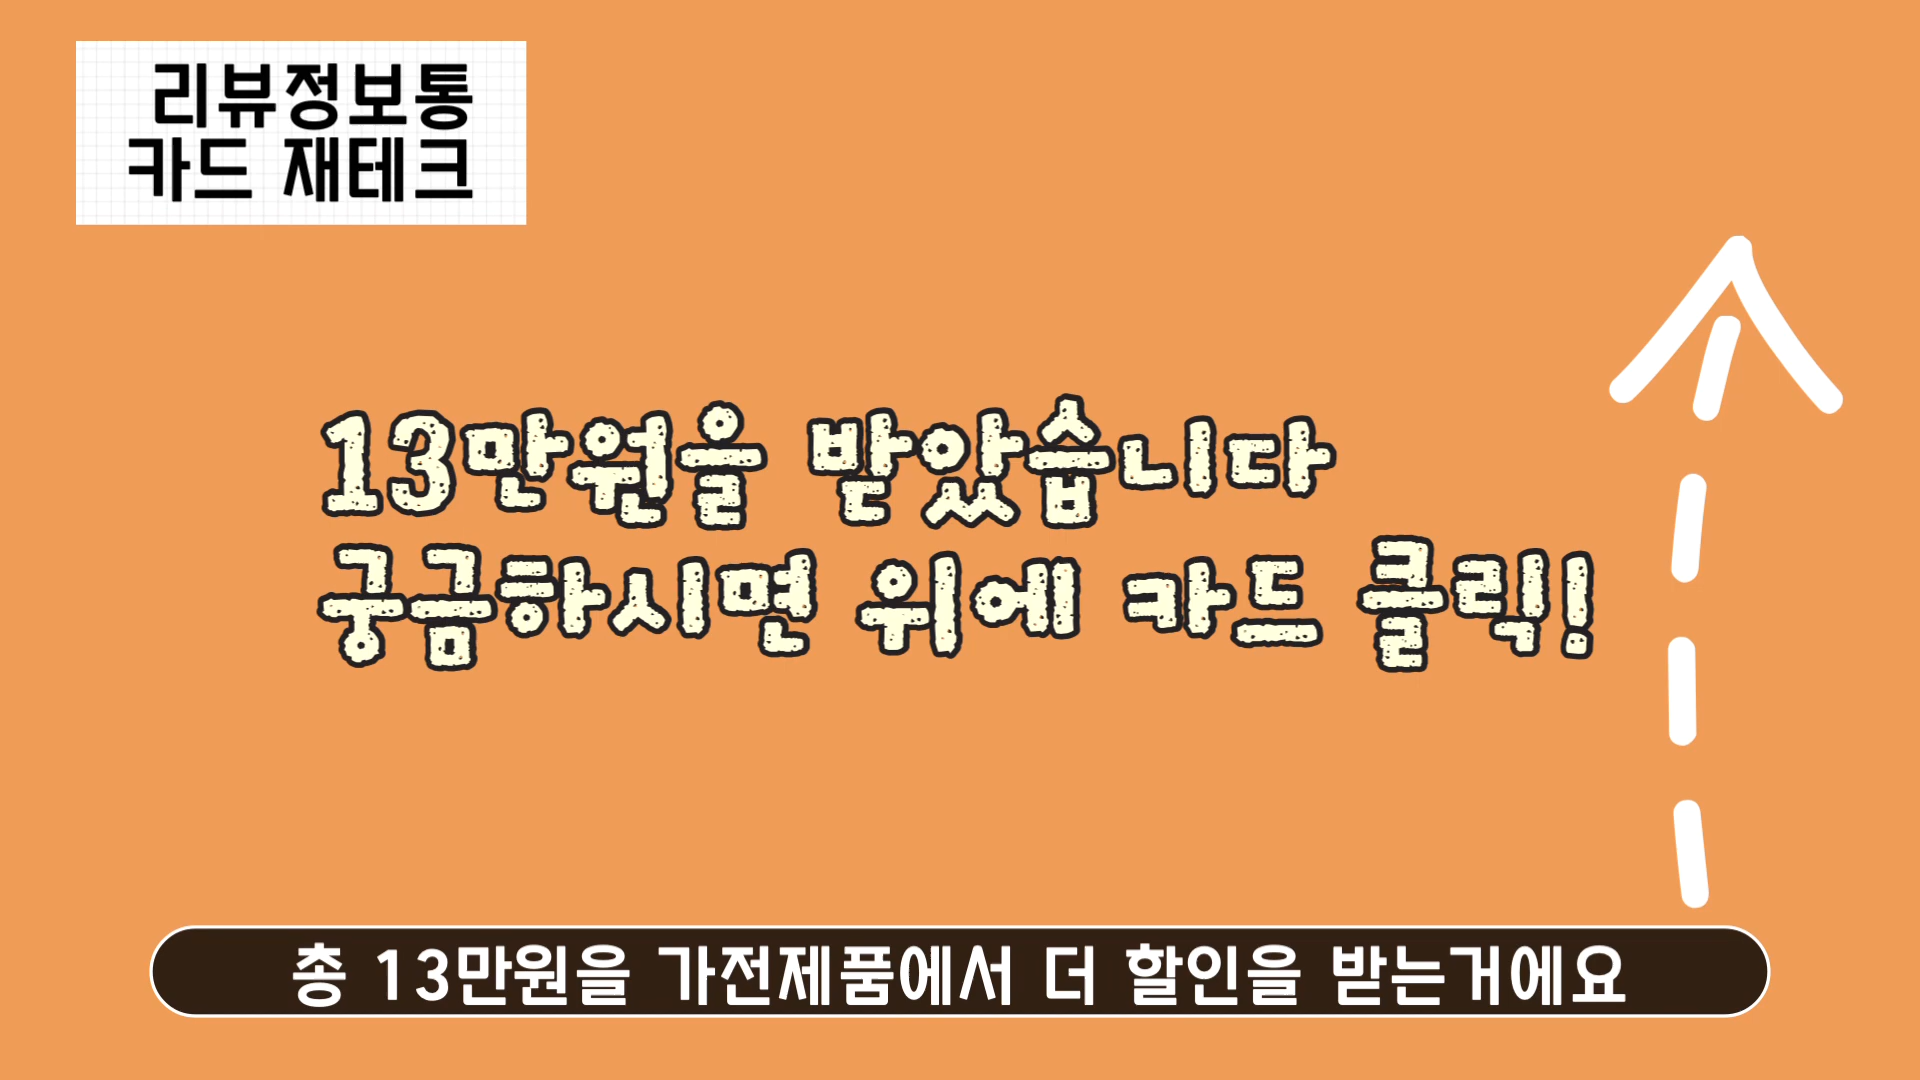 리뷰정보통
카드 재테크
13만원을 받았습니다
궁금하시면 위에 카드 클릭!
총 13만원을 가전제품에서 더 할인을 받는거에요